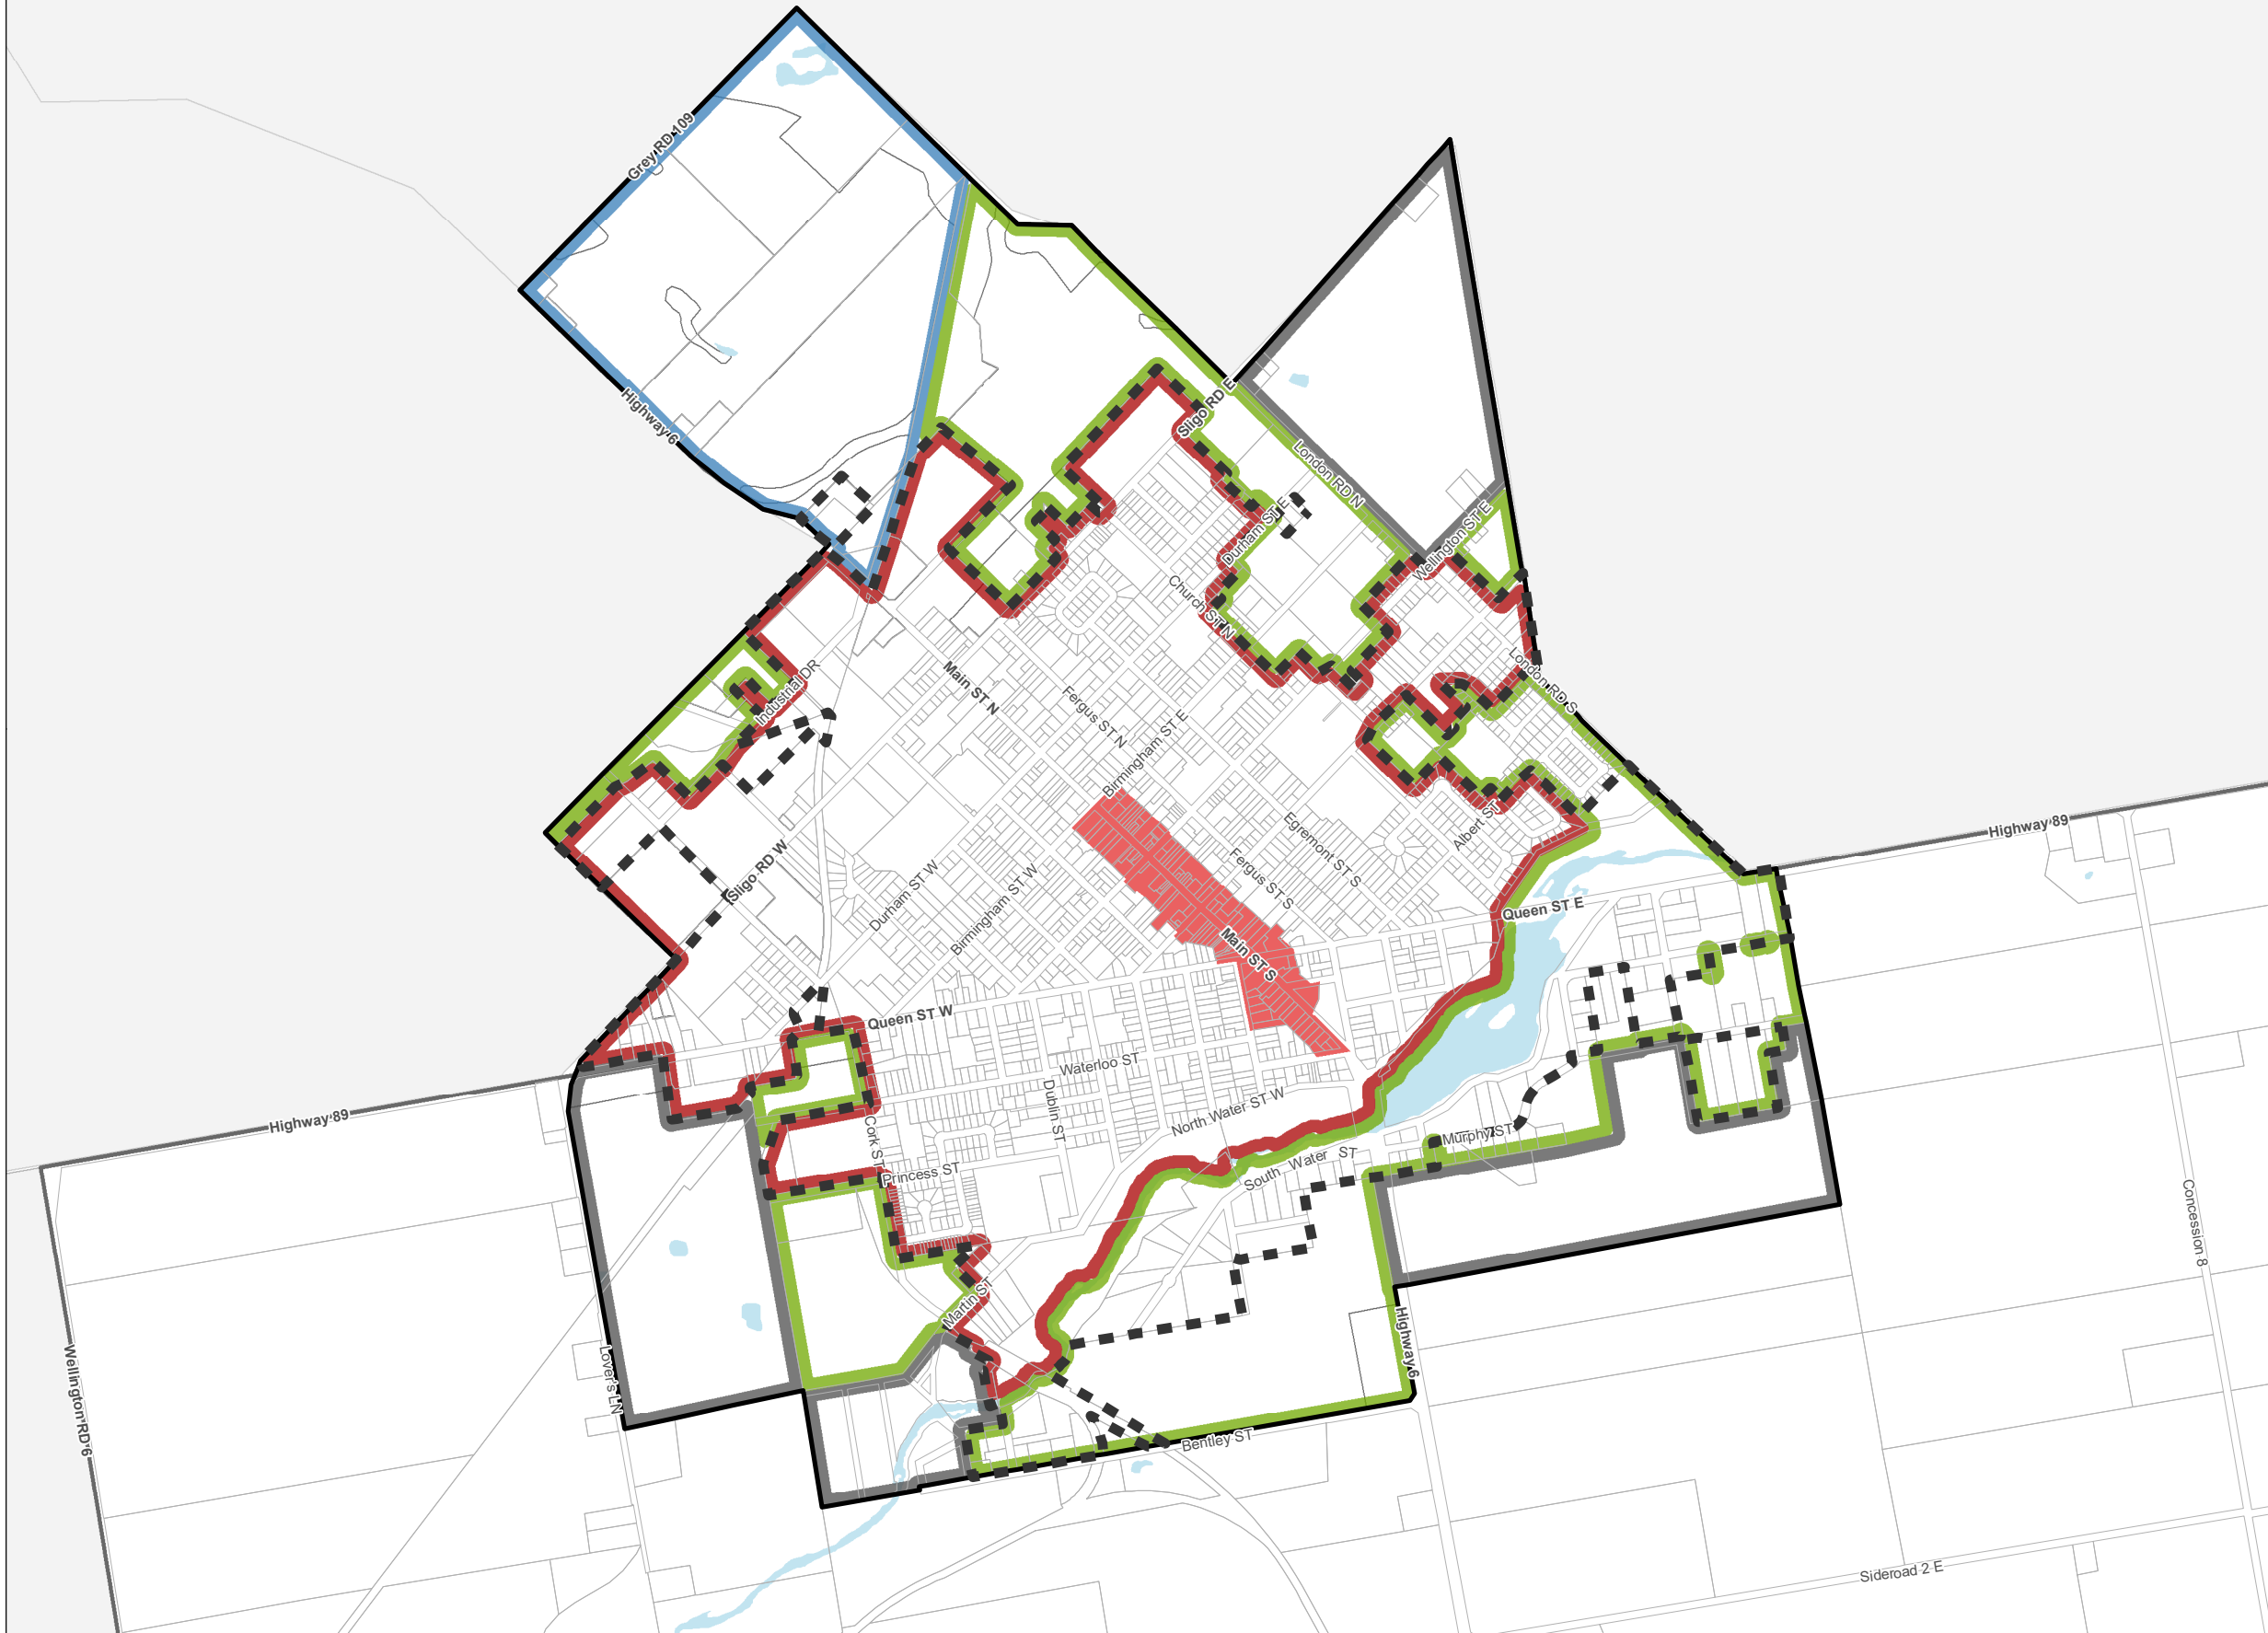 Grey RD 109
Highway 6
Sligo RD E
London RD N
Durham ST E
Wellington ST E
Church ST N
London RD S
Industrial DR
Main ST N
Fergus ST N
Birmingham ST E
Highway 89
Egremont ST S
Albert ST
Sligo RD W
Fergus ST S
Durham ST W
Birmingham ST W
Queen ST E
Main ST S
Queen ST W
Waterloo ST
Highway 89
Dublin ST
North Water ST W
Cork ST
Murphy ST
South Water ST
Princess ST
Concession 8
Martin ST
Highway 6
Lover's LN
Wellington RD 6
Bentley ST
Sideroad 2 E